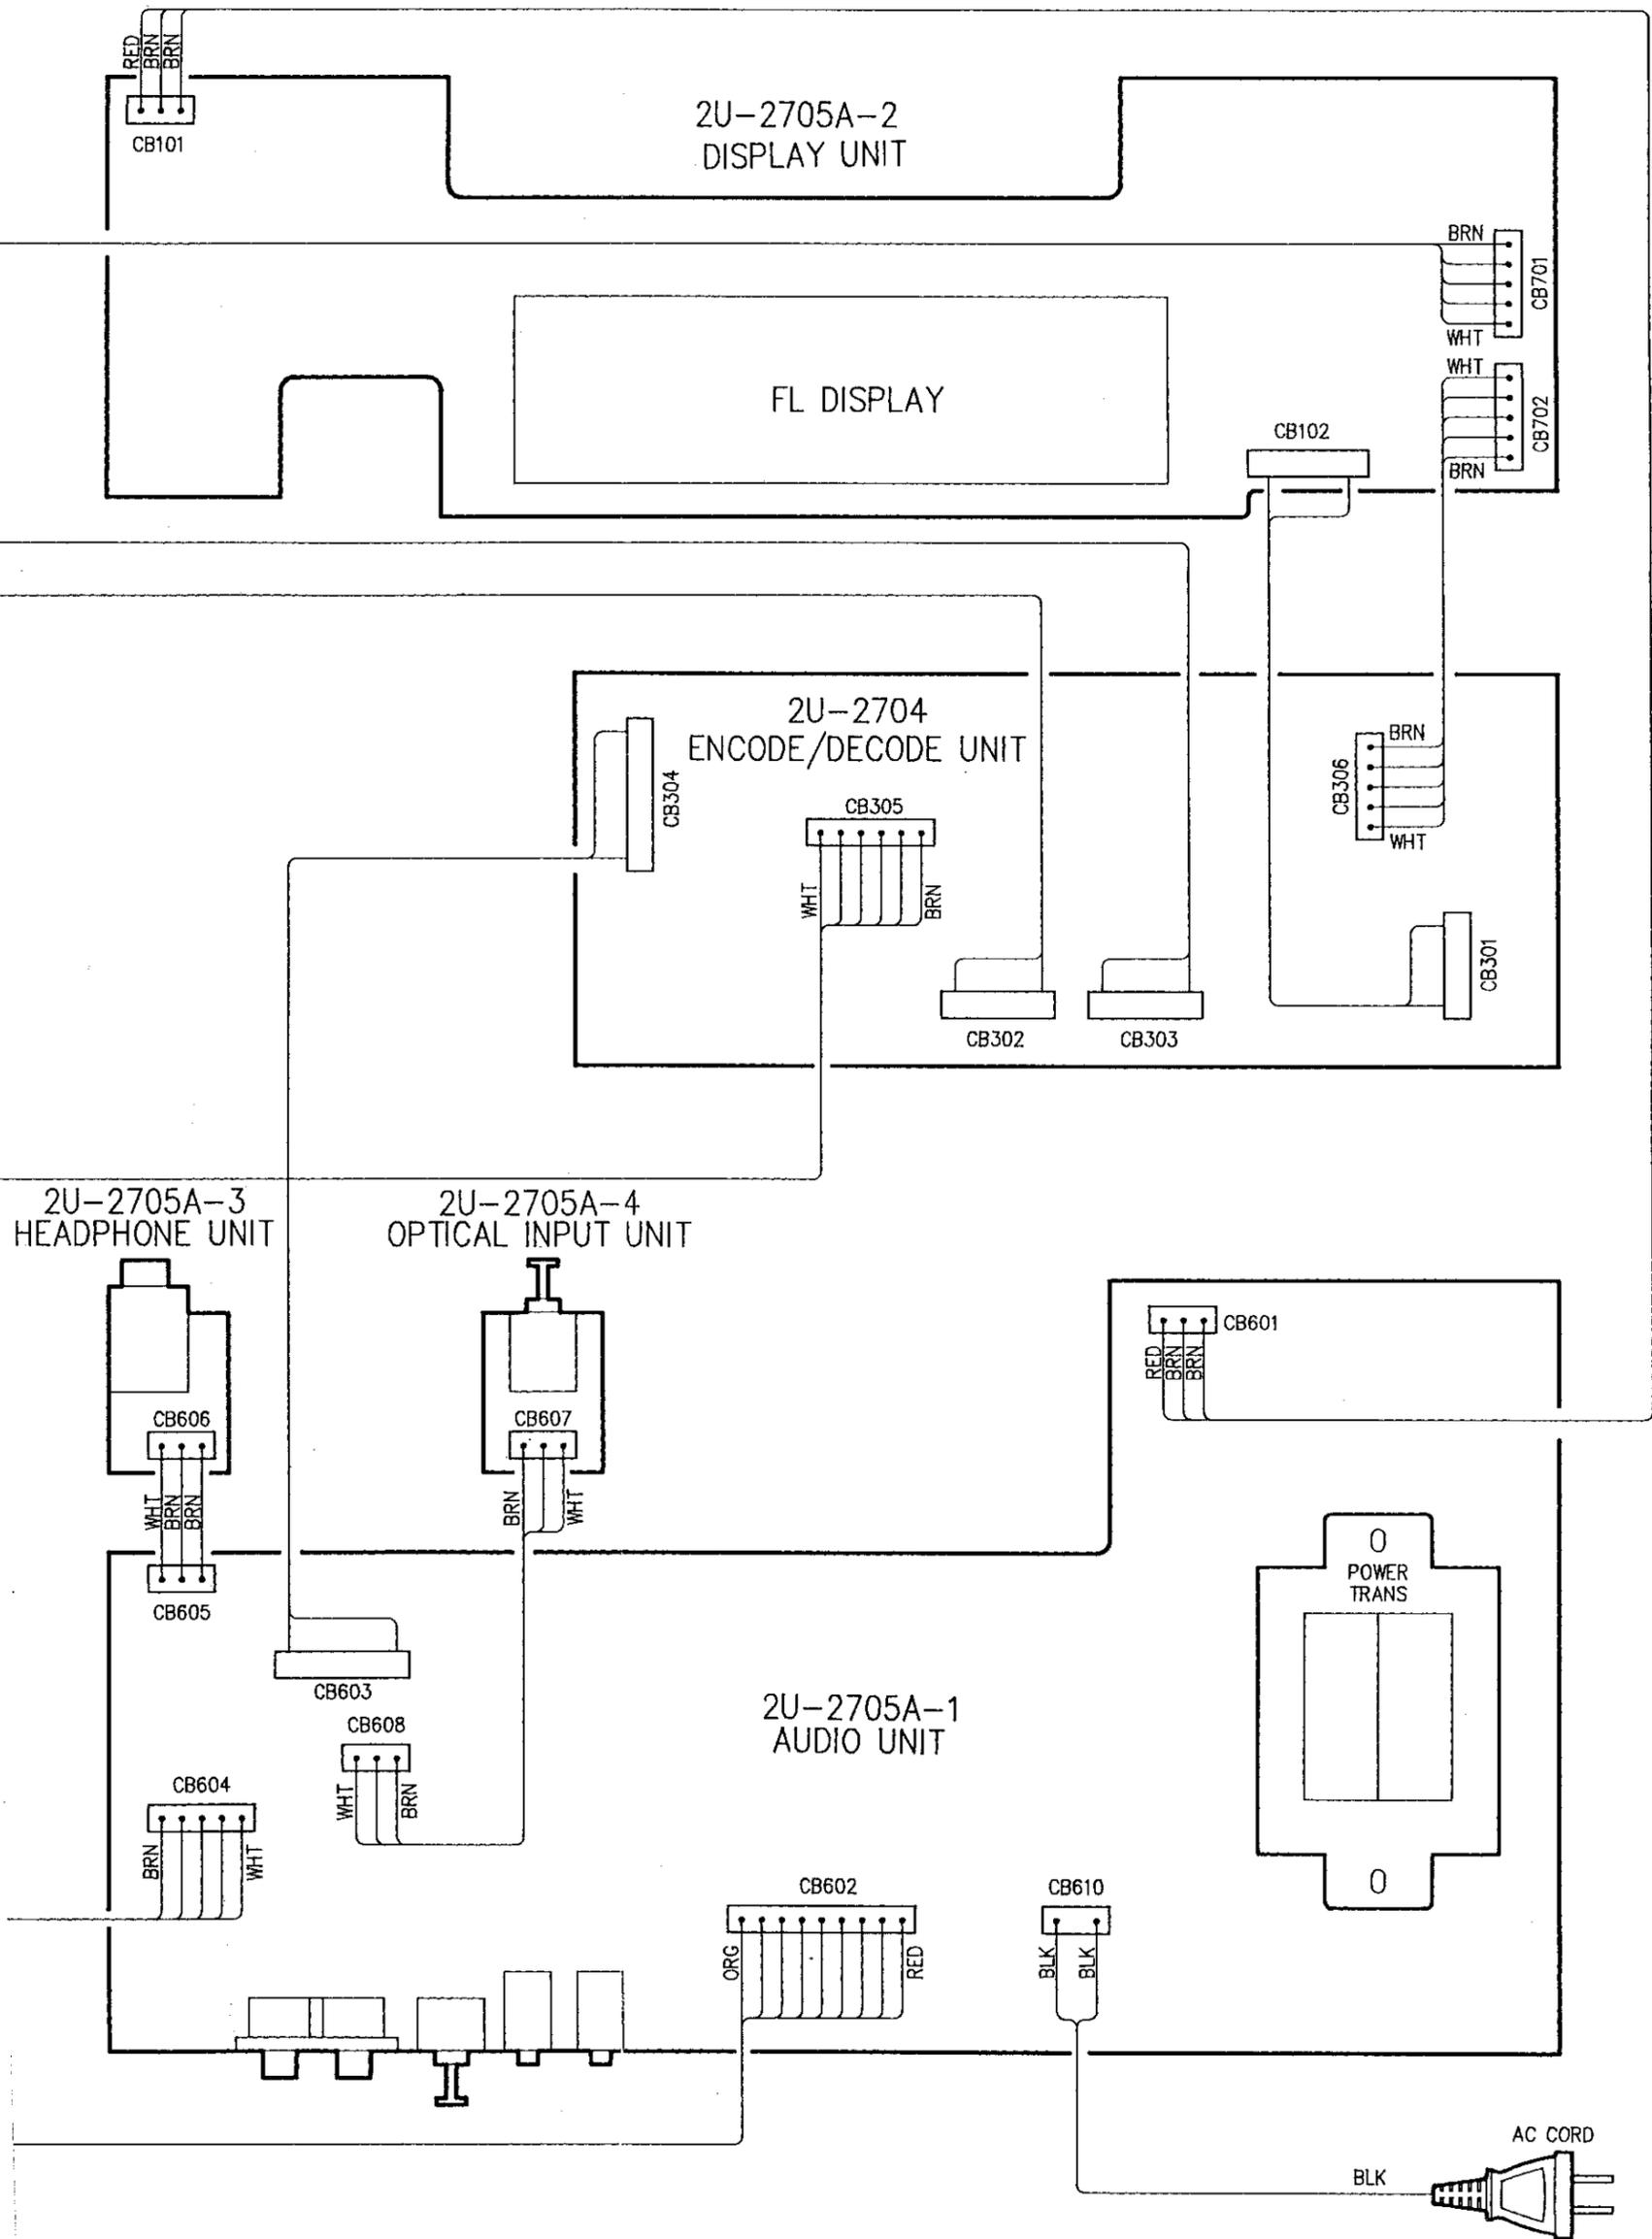 RED
BRN
BRN
CB101
2U-2705A-2
DISPLAY UNIT
BRN
CB701
WHT
WHT
CB702
BRN
FL DISPLAY
CB102
2U-2704
ENCODE/DECODE UNIT
CB304
CB305
WHT
BRN
BRN
CB306
WHT
CB301
CB302
CB303
2U-2705A-3
HEADPHONE UNIT
2U-2705A-4
OPTICAL INPUT UNIT
CB601
RED
BRN
BRN
CB606
CB607
WHT
BRN
BRN
BRN
WHT
CB605
POWER
TRANS
CB603
2U-2705A-1
AUDIO UNIT
CB608
WHT
BRN
CB604
BRN
WHT
CB602
ORG
RED
CB610
BLK
BLK
AC CORD
BLK